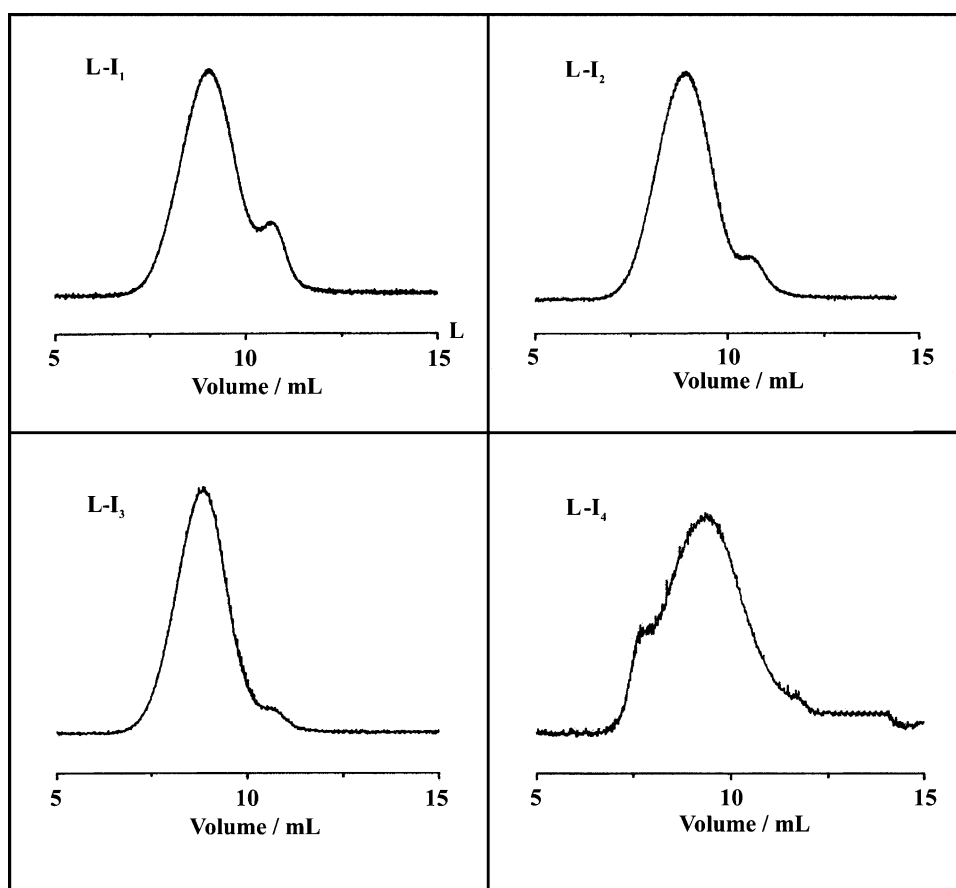 L-I₁
5 10 15 L
Volume / mL
L-I₂
5 10 15
Volume / mL
L-I₃
5 10 15
Volume / mL
L-I₄
5 10 15
Volume / mL